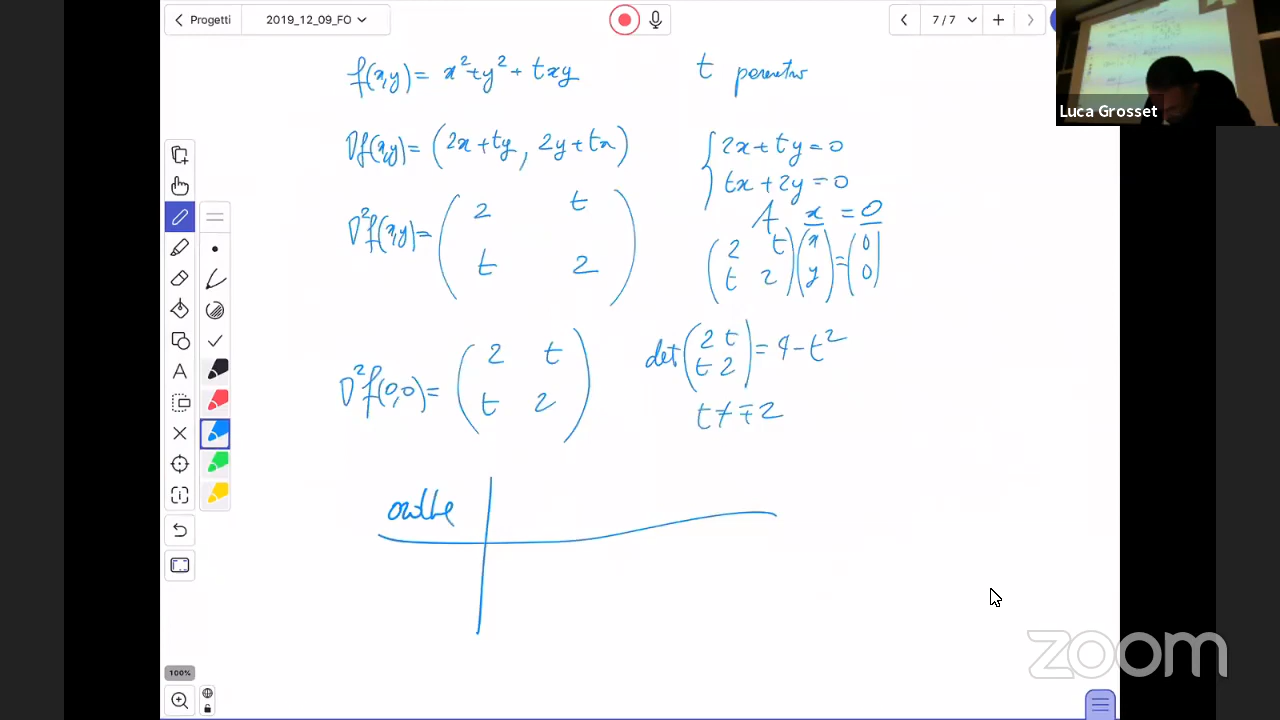 Progetti
2019_12_09_FO
7/7
Luca Grosset
f(x,y) = x² + y² + txy
t parametro
∇f(x,y) = (2x + ty, 2y + tx)
{ 2x + ty = 0
tx + 2y = 0
A x = 0
D²f(x,y) = ( 2 t
t 2 )
( 2 t
t 2 ) ( x
y ) = ( 0
0 )
D²f(0,0) = ( 2 t
t 2 )
det ( 2 t
t 2 ) = 4 - t²
t ≠ ∓2
A
100%
zoom